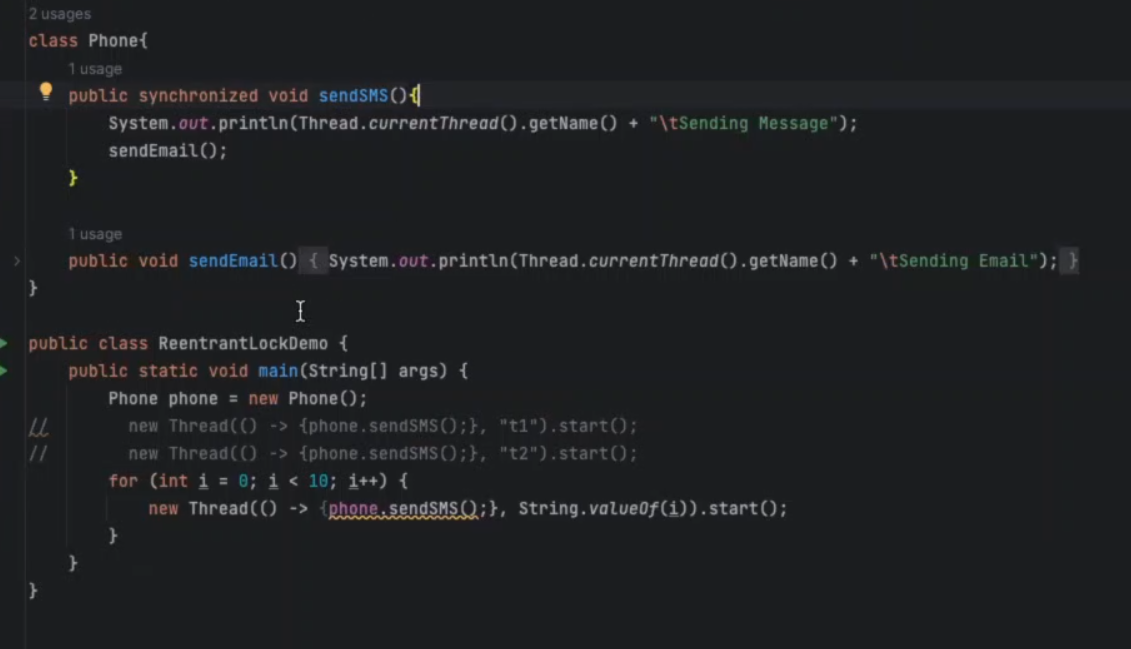 2 usages
class Phone{
1 usage
public synchronized void sendSMS(){
System.out.println(Thread.currentThread().getName() + "\tSending Message");
sendEmail();
}
1 usage
public void sendEmail() { System.out.println(Thread.currentThread().getName() + "\tSending Email"); }
}
public class ReentrantLockDemo {
public static void main(String[] args) {
Phone phone = new Phone();
// new Thread(() -> {phone.sendSMS();}, "t1").start();
// new Thread(() -> {phone.sendSMS();}, "t2").start();
for (int i = 0; i < 10; i++) {
new Thread(() -> {phone.sendSMS();}, String.valueOf(i)).start();
}
}
}